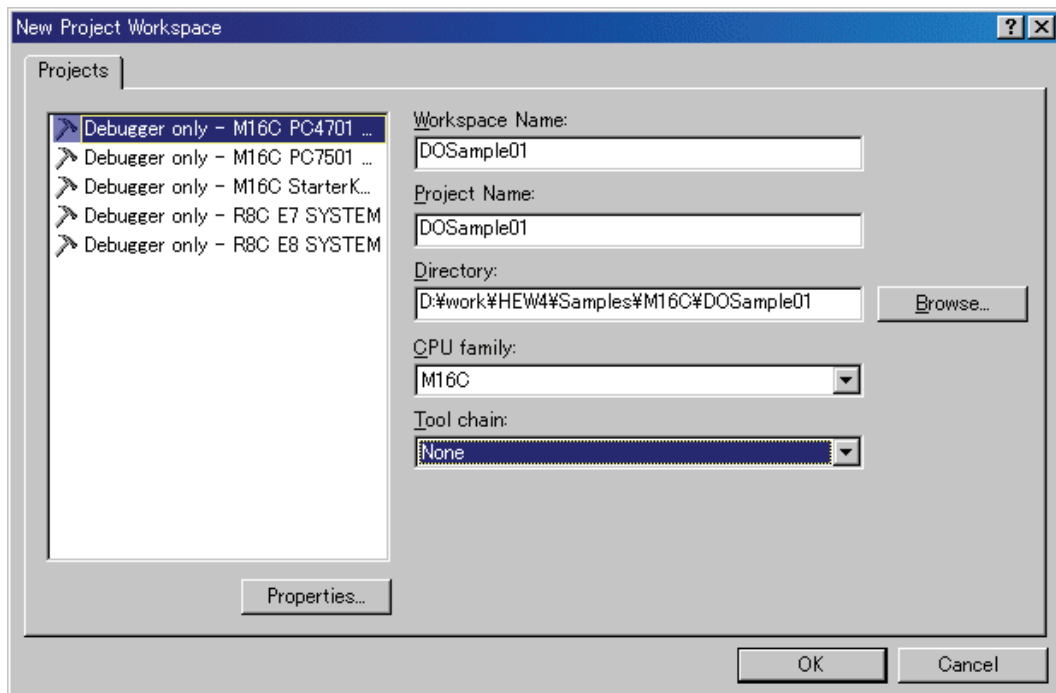 New Project Workspace
Projects
Debugger only - M16C PC4701 ...
Debugger only - M16C PC7501 ...
Debugger only - M16C StarterK...
Debugger only - R8C E7 SYSTEM
Debugger only - R8C E8 SYSTEM
Properties...
Workspace Name:
DOSample01
Project Name:
DOSample01
Directory:
D:¥work¥HEW4¥Samples¥M16C¥DOSample01
Browse...
CPU family:
M16C
Tool chain:
None
OK
Cancel